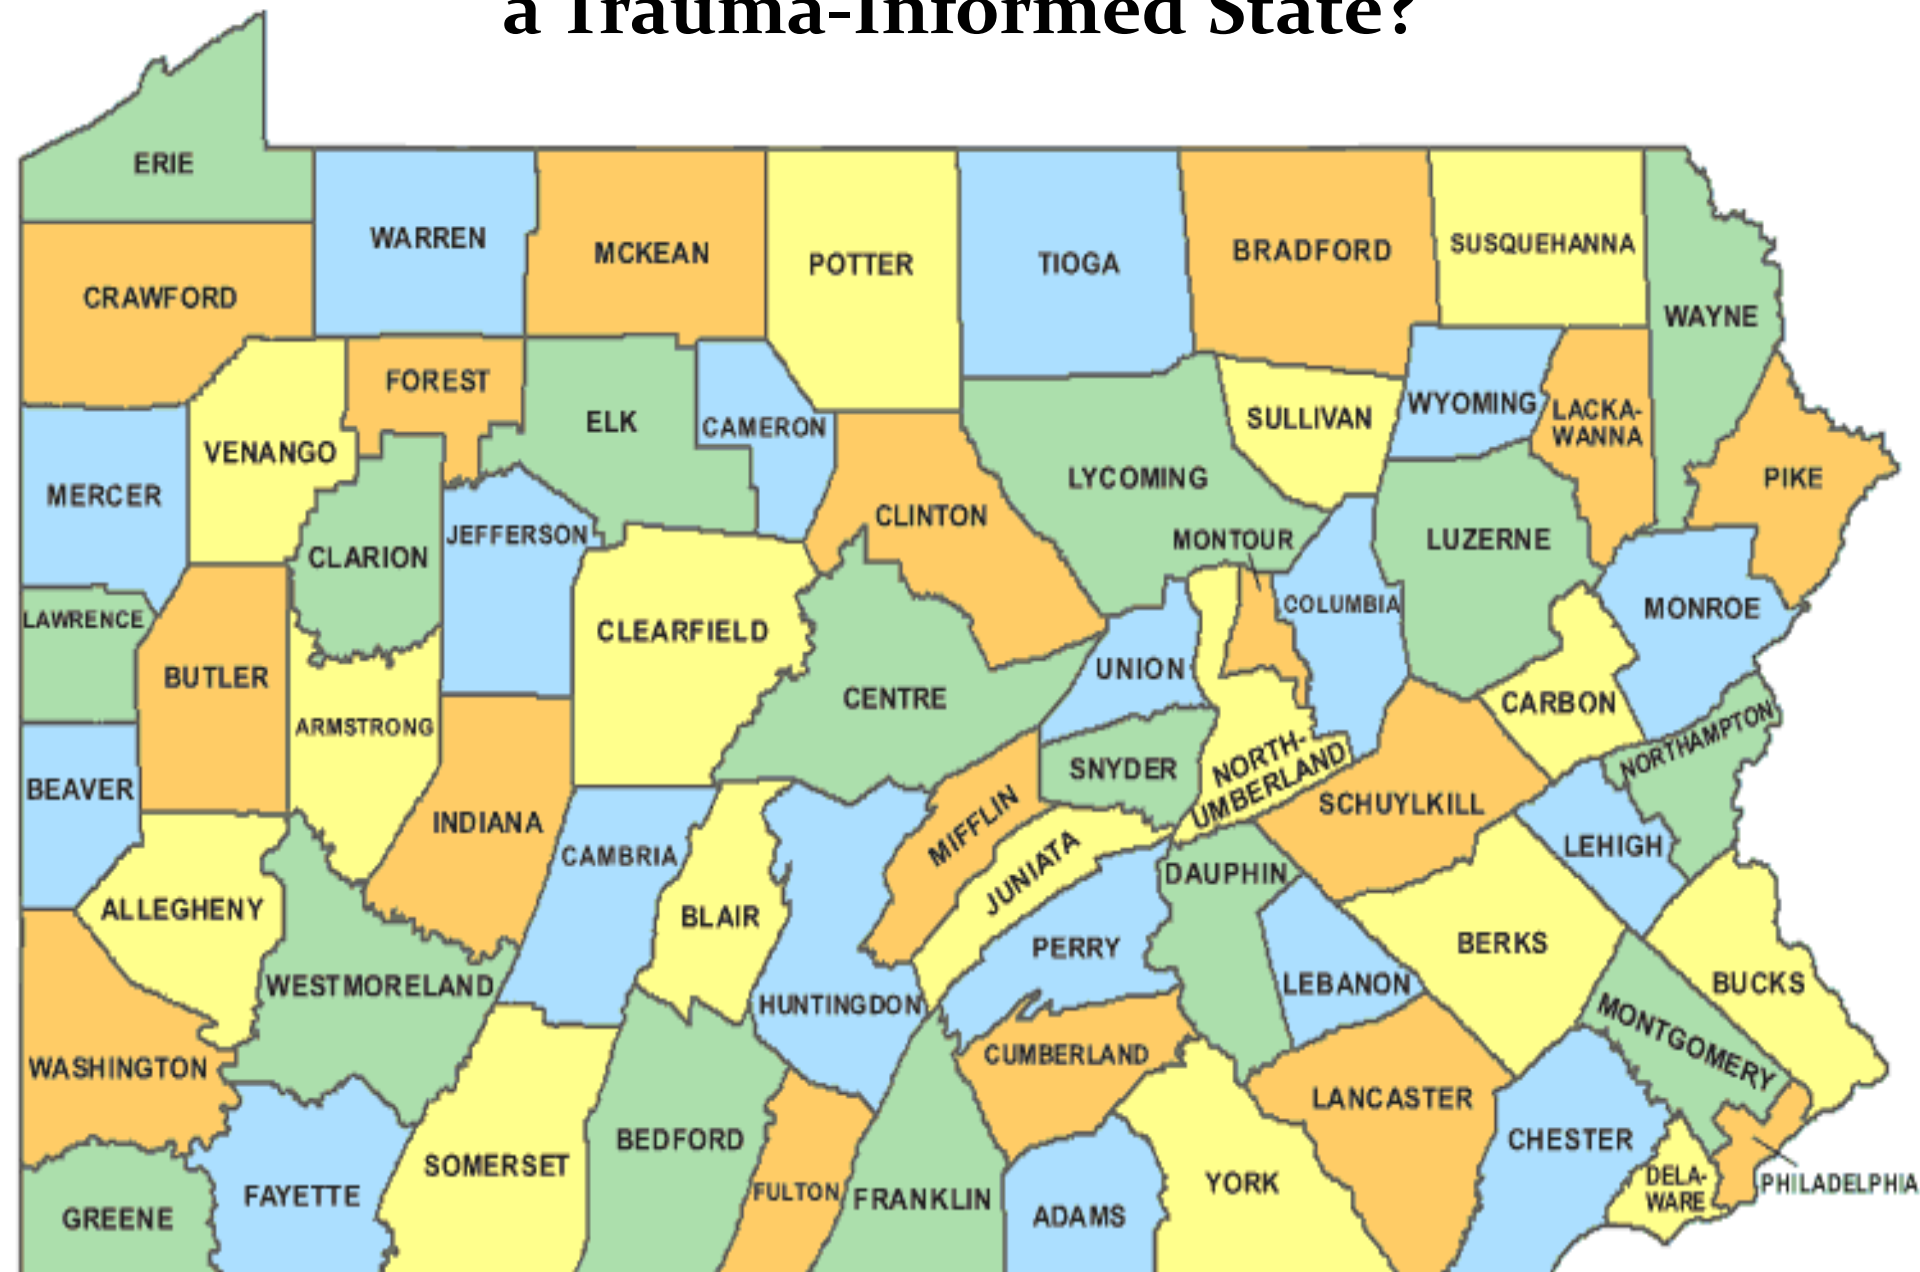 a Trauma-Informed State?
ERIE
WARREN
MCKEAN
POTTER
TIOGA
BRADFORD
SUSQUEHANNA
WAYNE
CRAWFORD
FOREST
ELK
CAMERON
SULLIVAN
WYOMING
LACKA-
WANNA
PIKE
MERCER
VENANGO
JEFFERSON
CLINTON
LYCOMING
MONTOUR
LUZERNE
CLARION
COLUMBIA
MONROE
LAWRENCE
BUTLER
CLEARFIELD
CENTRE
UNION
CARBON
ARMSTRONG
NORTHAMPTON
BEAVER
INDIANA
SNYDER
NORTH-
UMBERLAND
SCHUYLKILL
LEHIGH
CAMBRIA
MIFFLIN
JUNIATA
DAUPHIN
ALLEGHENY
BLAIR
PERRY
BERKS
BUCKS
WESTMORELAND
HUNTINGDON
LEBANON
MONTGOMERY
WASHINGTON
CUMBERLAND
LANCASTER
CHESTER
SOMERSET
BEDFORD
DELA-
WARE
PHILADELPHIA
GREENE
FAYETTE
FULTON
FRANKLIN
ADAMS
YORK